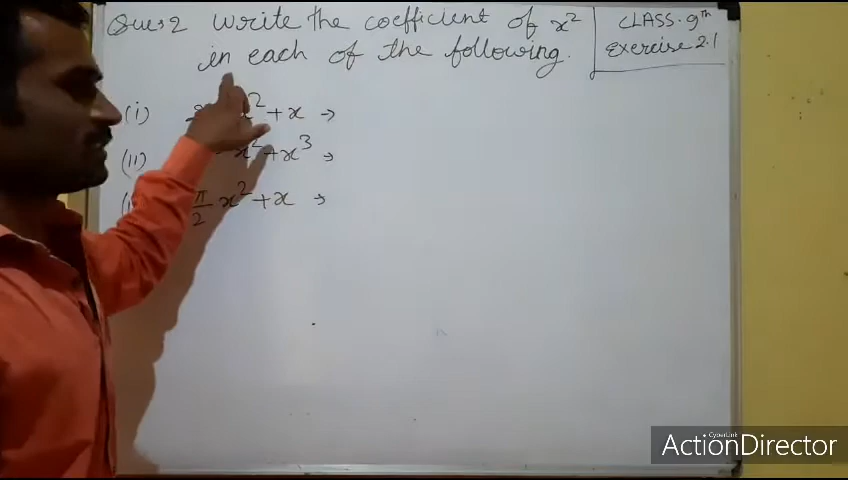 Ques 2 Write the coefficient of x²
in each of the following.
CLASS. 9th
Exercise 2.1
(i) 2 x² + x →
(ii) - x² + x³ →
π/2 x² + x →
CyberLink
ActionDirector